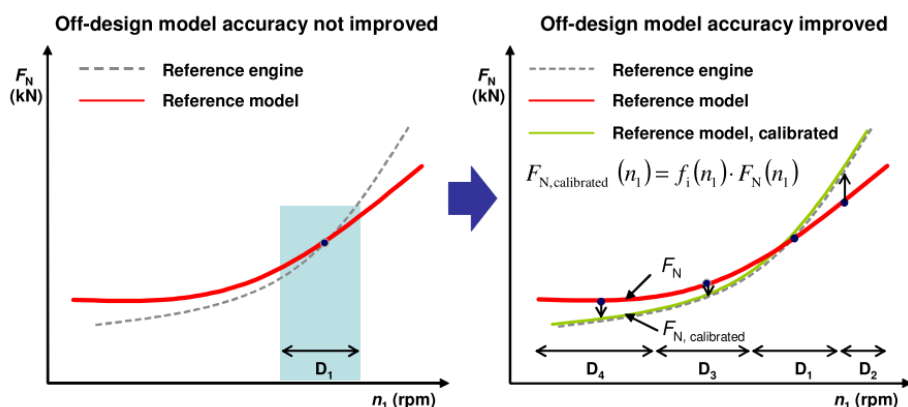 Off-design model accuracy not improved
F_N
(kN)
Reference engine
Reference model
D_1
n_1 (rpm)
Off-design model accuracy improved
F_N
(kN)
Reference engine
Reference model
Reference model, calibrated
F_N,calibrated (n_1) = f_i(n_1) · F_N(n_1)
F_N
F_N, calibrated
D_4 D_3 D_1 D_2
n_1 (rpm)